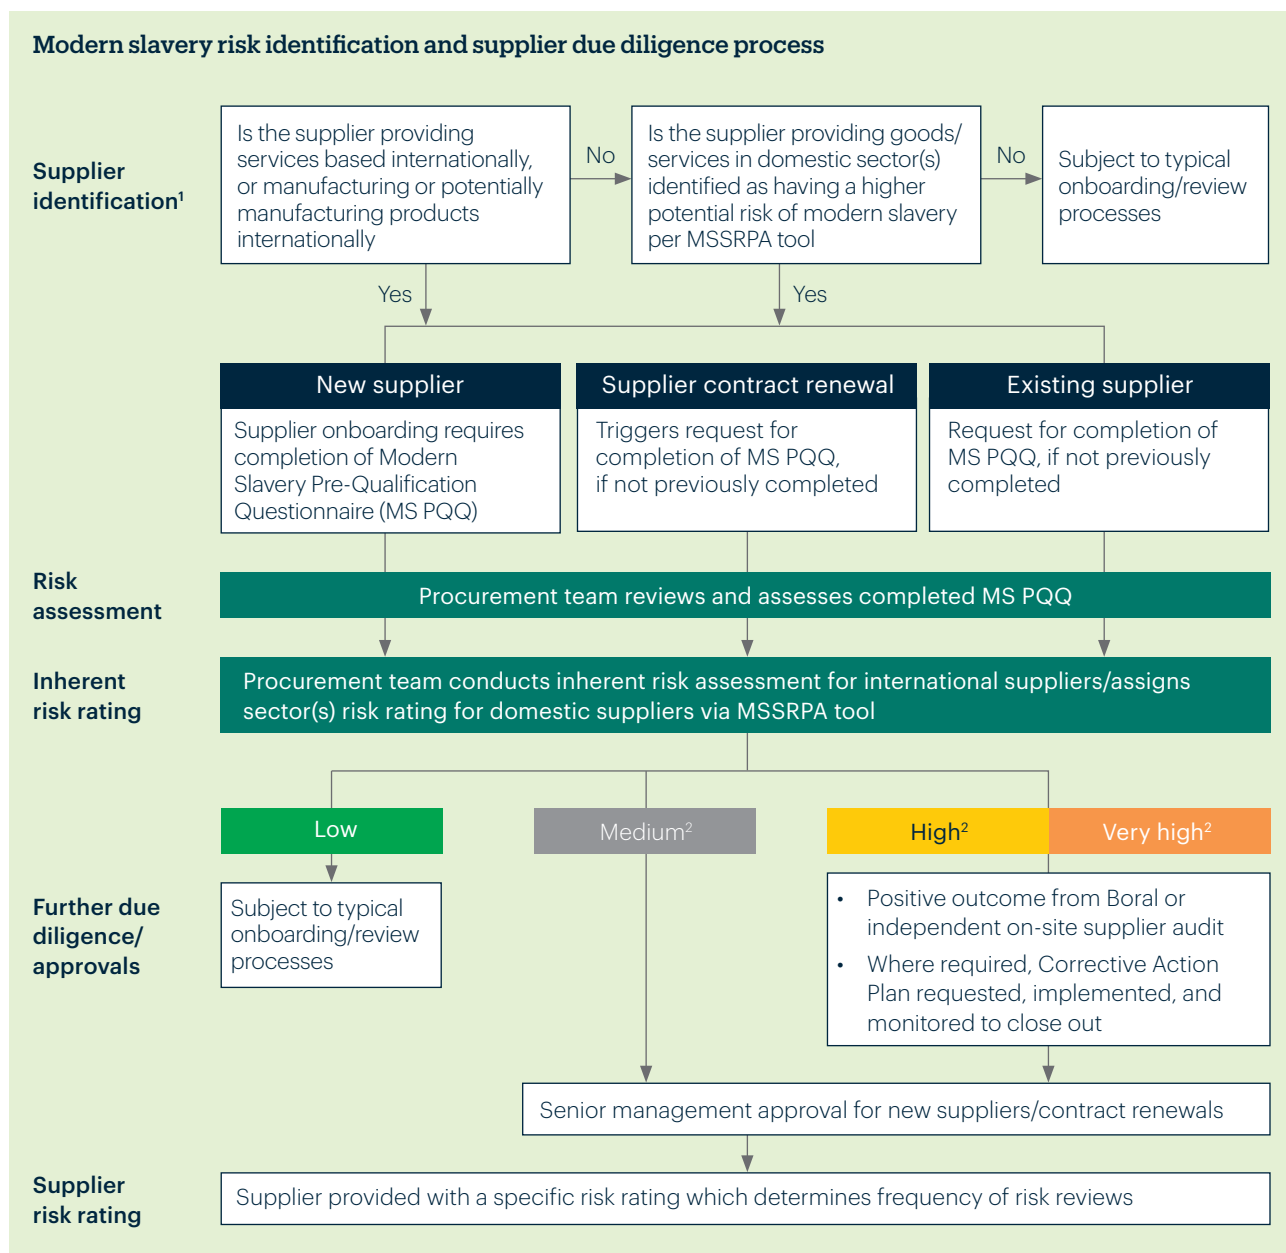 Modern slavery risk identification and supplier due diligence process
Supplier
identification¹
Is the supplier providing
services based internationally,
or manufacturing or potentially
manufacturing products
internationally
No
Is the supplier providing goods/
services in domestic sector(s)
identified as having a higher
potential risk of modern slavery
per MSSRPA tool
No
Subject to typical
onboarding/review
processes
Yes
Yes
New supplier
Supplier onboarding requires
completion of Modern
Slavery Pre-Qualification
Questionnaire (MS PQQ)
Supplier contract renewal
Triggers request for
completion of MS PQQ,
if not previously completed
Existing supplier
Request for completion of
MS PQQ, if not previously
completed
Risk
assessment
Procurement team reviews and assesses completed MS PQQ
Inherent
risk rating
Procurement team conducts inherent risk assessment for international suppliers/assigns
sector(s) risk rating for domestic suppliers via MSSRPA tool
Low
Medium²
High²
Very high²
Further due
diligence/
approvals
Subject to typical
onboarding/review
processes
• Positive outcome from Boral or
independent on-site supplier audit
• Where required, Corrective Action
Plan requested, implemented, and
monitored to close out
Senior management approval for new suppliers/contract renewals
Supplier
risk rating
Supplier provided with a specific risk rating which determines frequency of risk reviews